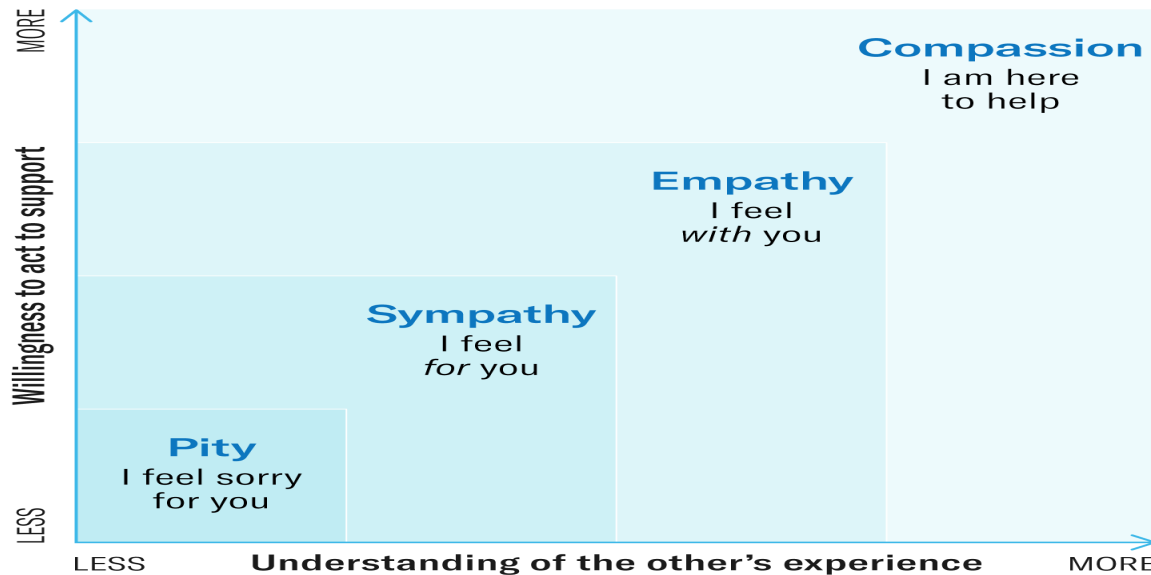 MORE
Willingness to act to support
LESS
Compassion
I am here
to help
Empathy
I feel
with you
Sympathy
I feel
for you
Pity
I feel sorry
for you
LESS
Understanding of the other’s experience
MORE